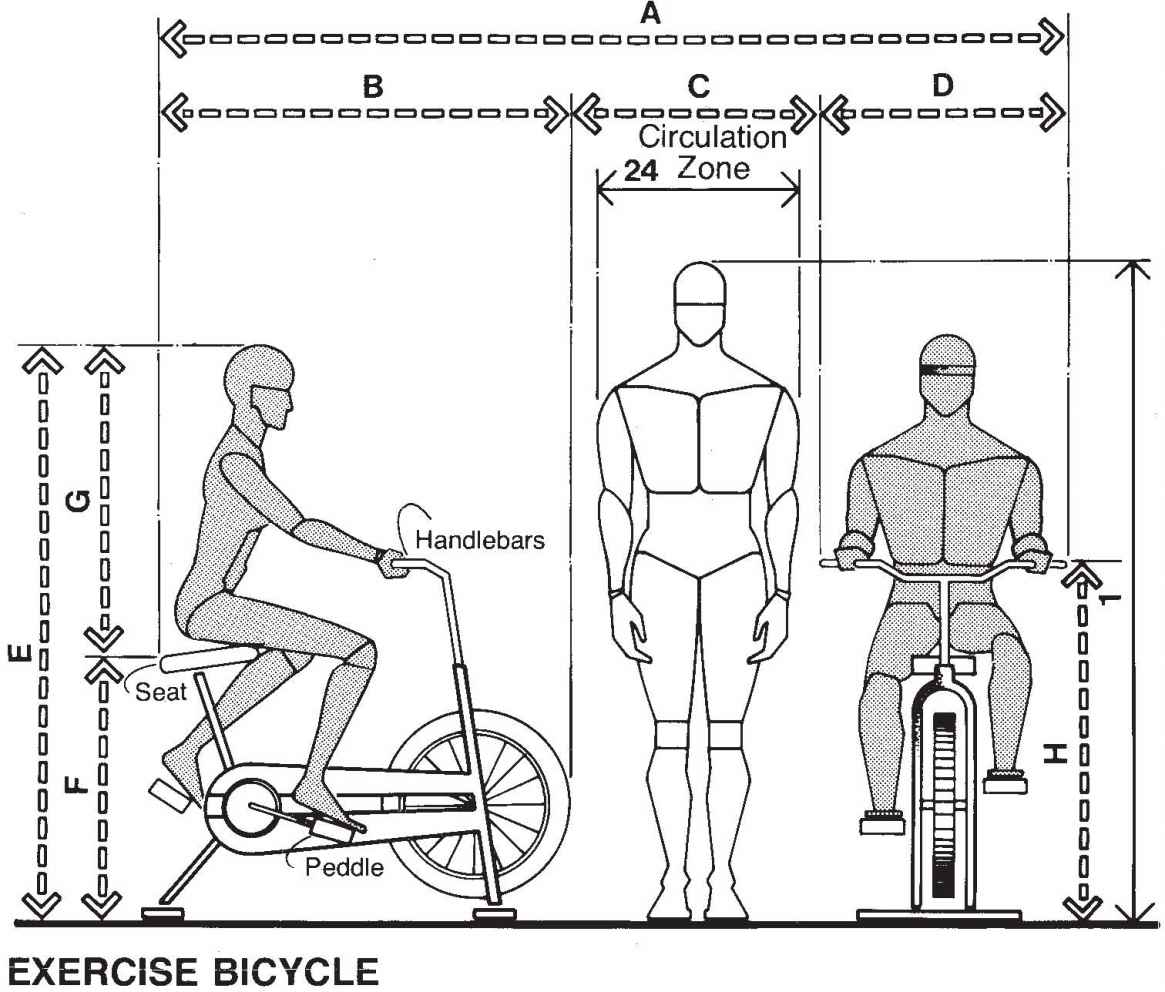 A
B
C
D
Circulation
24 Zone
G
Handlebars
E
1
Seat
H
F
Peddle
EXERCISE BICYCLE